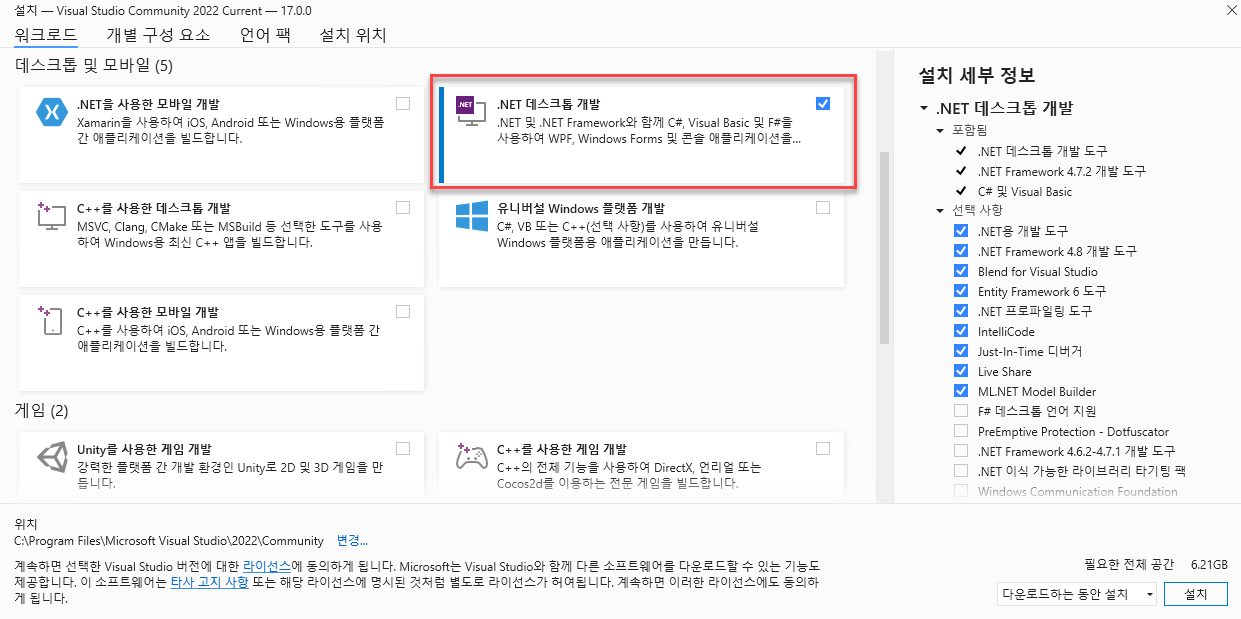 설치 — Visual Studio Community 2022 Current — 17.0.0
워크로드 개별 구성 요소 언어 팩 설치 위치
데스크톱 및 모바일 (5)
.NET을 사용한 모바일 개발
Xamarin을 사용하여 iOS, Android 또는 Windows용 플랫폼
간 애플리케이션을 빌드합니다.
.NET
.NET 데스크톱 개발
.NET 및 .NET Framework와 함께 C#, Visual Basic 및 F#을
사용하여 WPF, Windows Forms 및 콘솔 애플리케이션을...
C++를 사용한 데스크톱 개발
MSVC, Clang, CMake 또는 MSBuild 등 선택한 도구를 사용
하여 Windows용 최신 C++ 앱을 빌드합니다.
유니버설 Windows 플랫폼 개발
C#, VB 또는 C++(선택 사항)를 사용하여 유니버설
Windows 플랫폼용 애플리케이션을 만듭니다.
C++를 사용한 모바일 개발
C++를 사용하여 iOS, Android 또는 Windows용 플랫폼 간
애플리케이션을 빌드합니다.
게임 (2)
Unity를 사용한 게임 개발
강력한 플랫폼 간 개발 환경인 Unity로 2D 및 3D 게임을 만
듭니다.
C++를 사용한 게임 개발
C++의 전체 기능을 사용하여 DirectX, 언리얼 또는
Cocos2d를 이용하는 전문 게임을 빌드합니다.
설치 세부 정보
.NET 데스크톱 개발
포함됨
.NET 데스크톱 개발 도구
.NET Framework 4.7.2 개발 도구
C# 및 Visual Basic
선택 사항
.NET용 개발 도구
.NET Framework 4.8 개발 도구
Blend for Visual Studio
Entity Framework 6 도구
.NET 프로파일링 도구
IntelliCode
Just-In-Time 디버거
Live Share
ML.NET Model Builder
F# 데스크톱 언어 지원
PreEmptive Protection - Dotfuscator
.NET Framework 4.6.2-4.7.1 개발 도구
.NET 이식 가능한 라이브러리 타기팅 팩
Windows Communication Foundation
위치
C:\Program Files\Microsoft Visual Studio\2022\Community 변경...
계속하면 선택한 Visual Studio 버전에 대한 라이선스에 동의하게 됩니다. Microsoft는 Visual Studio와 함께 다른 소프트웨어를 다운로드할 수 있는 기능도
제공합니다. 이 소프트웨어는 타사 고지 사항 또는 해당 라이선스에 명시된 것처럼 별도로 라이선스가 허여됩니다. 계속하면 이러한 라이선스에도 동의하
게 됩니다.
필요한 전체 공간 6.21GB
다운로드하는 동안 설치 설치